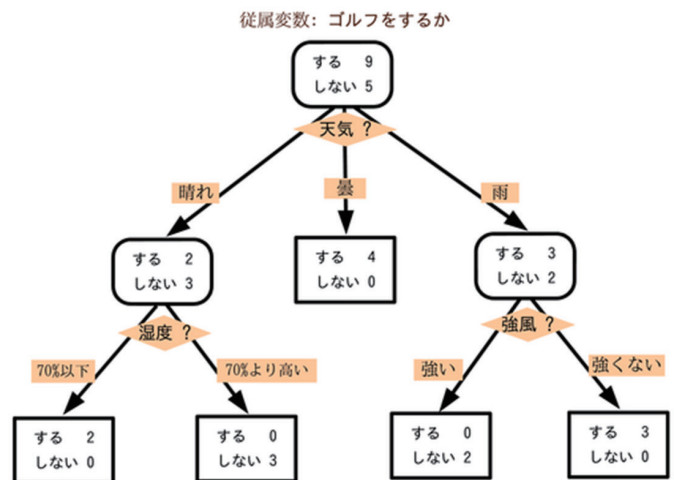 従属変数: ゴルフをするか
する 9
しない 5
天気 ?
晴れ
曇
雨
する 2
しない 3
する 4
しない 0
する 3
しない 2
湿度 ?
強風 ?
70%以下
70%より高い
強い
強くない
する 2
しない 0
する 0
しない 3
する 0
しない 2
する 3
しない 0